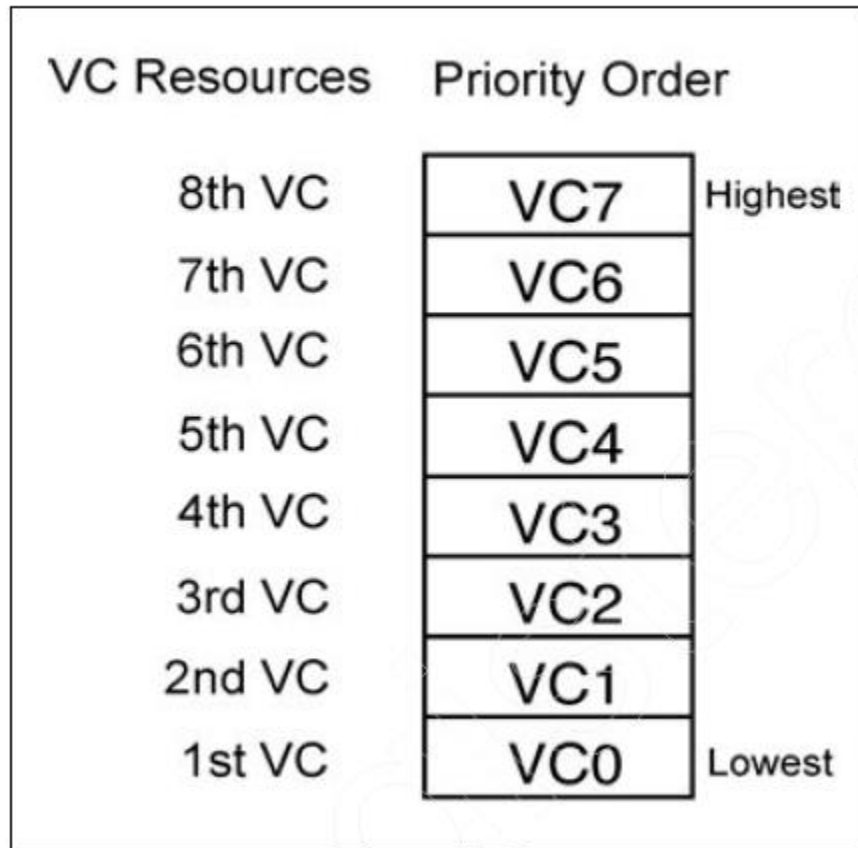 VC Resources Priority Order
8th VC VC7 Highest
7th VC VC6
6th VC VC5
5th VC VC4
4th VC VC3
3rd VC VC2
2nd VC VC1
1st VC VC0 Lowest